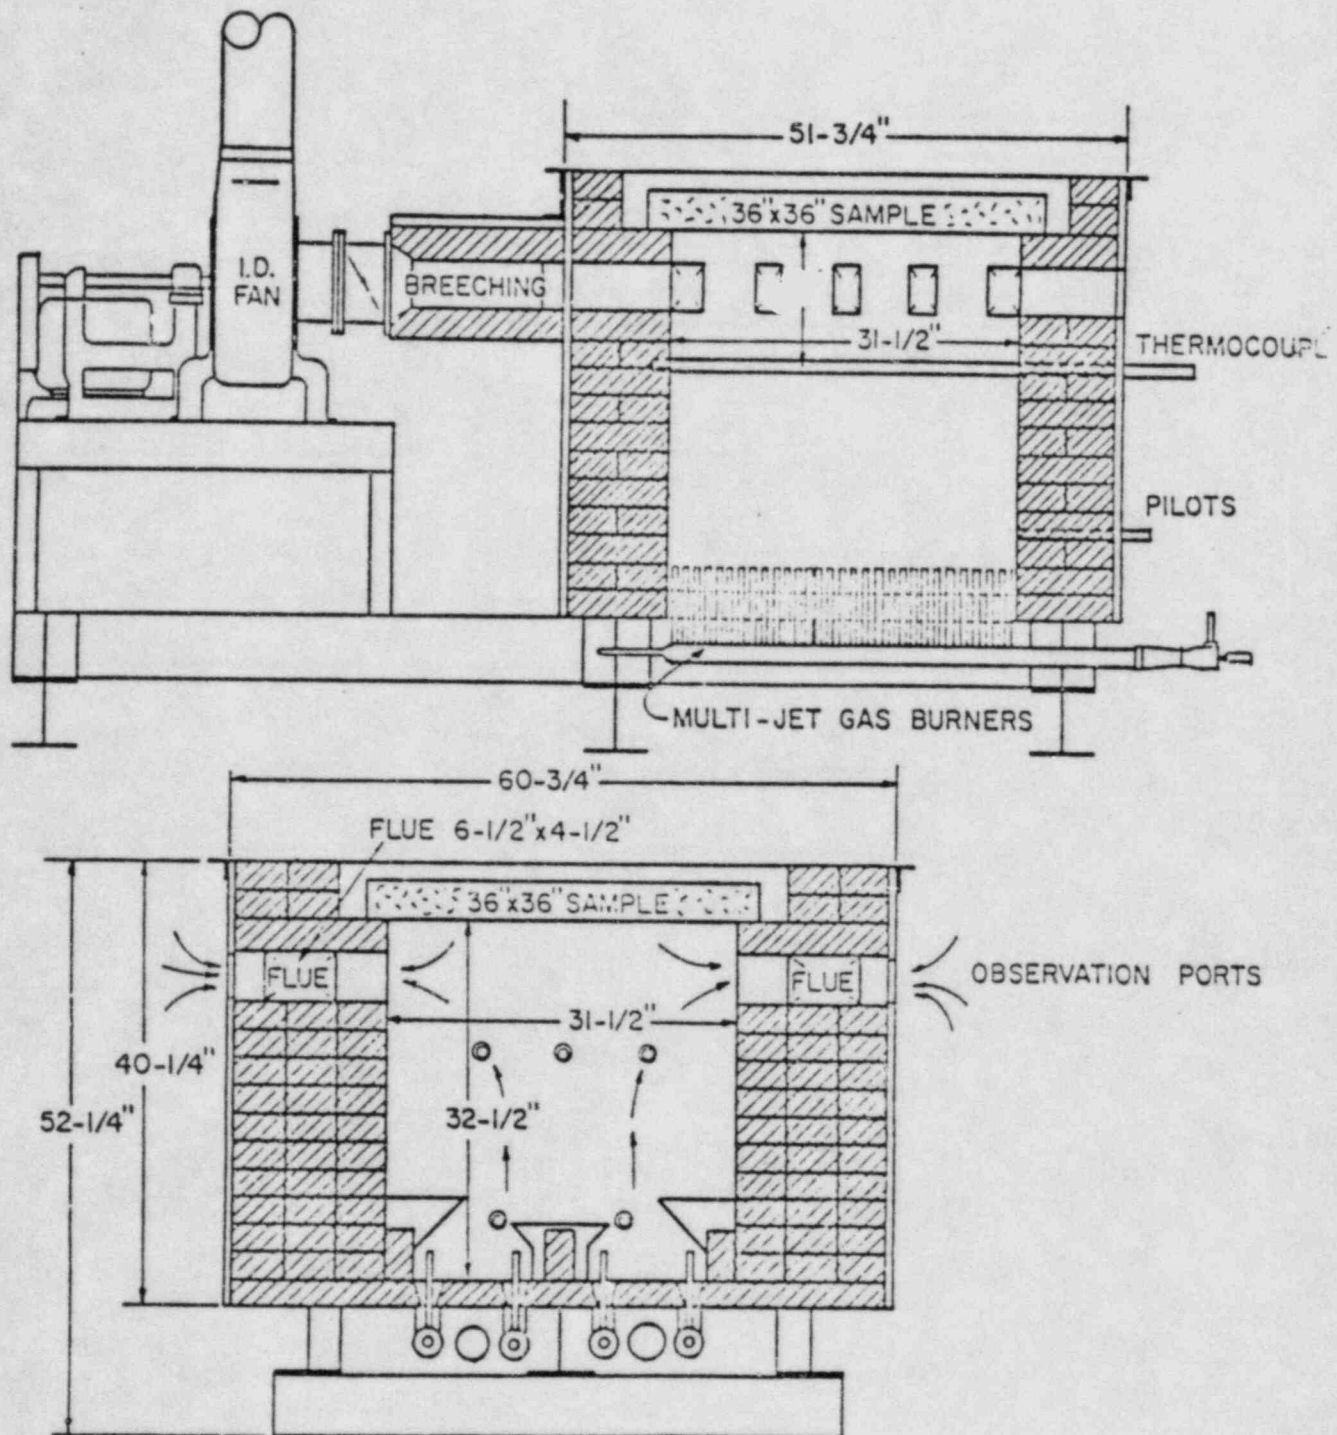 51-3/4"
36"x36" SAMPLE
I.D.
FAN
BREECHING
31-1/2"
THERMOCOUPL
PILOTS
MULTI-JET GAS BURNERS
60-3/4"
FLUE 6-1/2"x4-1/2"
36"x36" SAMPLE
FLUE
FLUE
OBSERVATION PORTS
31-1/2"
40-1/4"
32-1/2"
52-1/4"